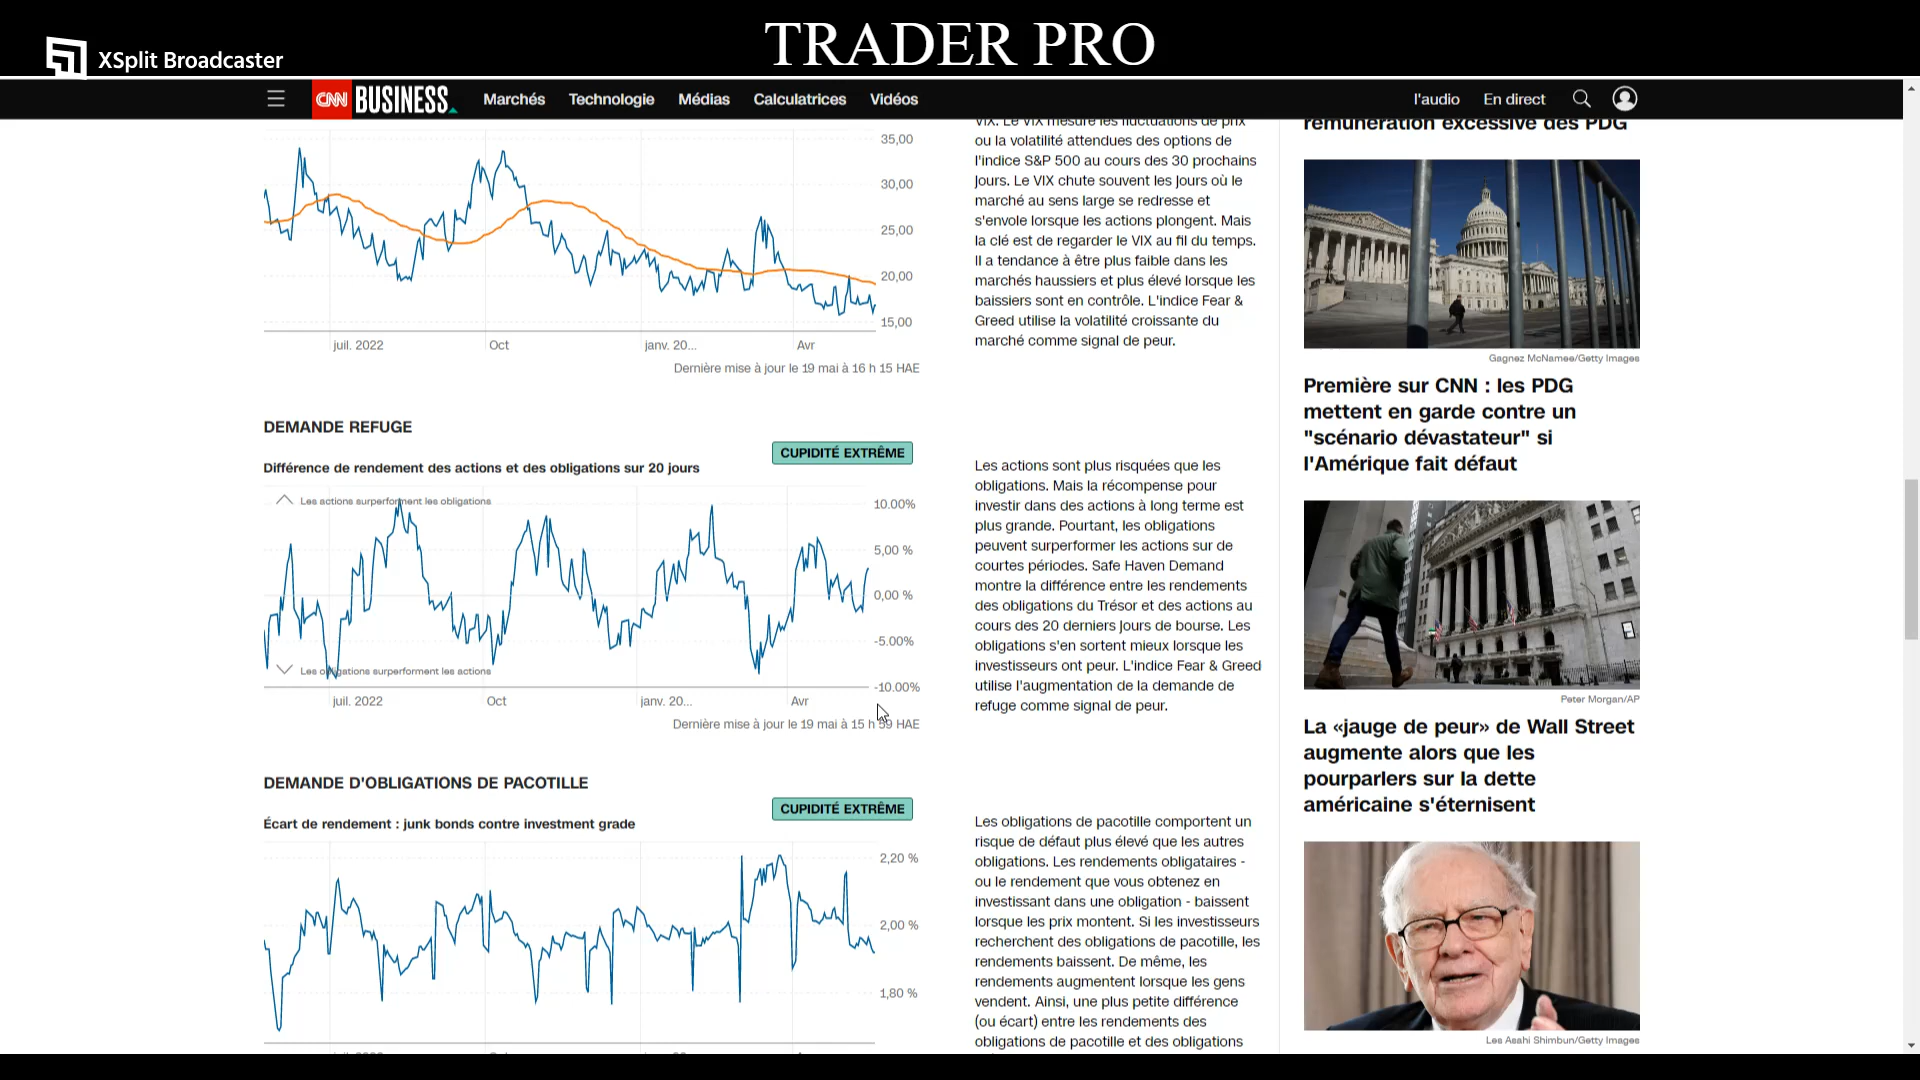 TRADER PRO
XSplit Broadcaster
CNN BUSINESS
Marchés
Technologie
Médias
Calculatrices
Vidéos
l'audio
En direct
35,00
30,00
25,00
20,00
15,00
juil. 2022
Oct
janv. 20...
Avr
Dernière mise à jour le 19 mai à 16 h 15 HAE
VIX. Le VIX mesure les fluctuations de prix
ou la volatilité attendues des options de
l'indice S&P 500 au cours des 30 prochains
jours. Le VIX chute souvent les jours où le
marché au sens large se redresse et
s'envole lorsque les actions plongent. Mais
la clé est de regarder le VIX au fil du temps.
Il a tendance à être plus faible dans les
marchés haussiers et plus élevé lorsque les
baissiers sont en contrôle. L'indice Fear &
Greed utilise la volatilité croissante du
marché comme signal de peur.
DEMANDE REFUGE
CUPIDITÉ EXTRÊME
Différence de rendement des actions et des obligations sur 20 jours
Les actions surperforment les obligations
10.00%
5,00 %
0,00 %
-5.00%
-10.00%
Les obligations surperforment les actions
juil. 2022
Oct
janv. 20...
Avr
Dernière mise à jour le 19 mai à 15 h 59 HAE
Les actions sont plus risquées que les
obligations. Mais la récompense pour
investir dans des actions à long terme est
plus grande. Pourtant, les obligations
peuvent surperformer les actions sur de
courtes périodes. Safe Haven Demand
montre la différence entre les rendements
des obligations du Trésor et des actions au
cours des 20 derniers jours de bourse. Les
obligations s'en sortent mieux lorsque les
investisseurs ont peur. L'indice Fear & Greed
utilise l'augmentation de la demande de
refuge comme signal de peur.
DEMANDE D'OBLIGATIONS DE PACOTILLE
CUPIDITÉ EXTRÊME
Écart de rendement : junk bonds contre investment grade
2,20 %
2,00 %
1,80 %
Les obligations de pacotille comportent un
risque de défaut plus élevé que les autres
obligations. Les rendements obligataires -
ou le rendement que vous obtenez en
investissant dans une obligation - baissent
lorsque les prix montent. Si les investisseurs
recherchent des obligations de pacotille, les
rendements baissent. De même, les
rendements augmentent lorsque les gens
vendent. Ainsi, une plus petite différence
(ou écart) entre les rendements des
obligations de pacotille et des obligations
rémunération excessive des PDG
Gagnez McNamee/Getty Images
Première sur CNN : les PDG
mettent en garde contre un
"scénario dévastateur" si
l'Amérique fait défaut
Peter Morgan/AP
La «jauge de peur» de Wall Street
augmente alors que les
pourparlers sur la dette
américaine s'éternisent
Les Asahi Shimbun/Getty Images